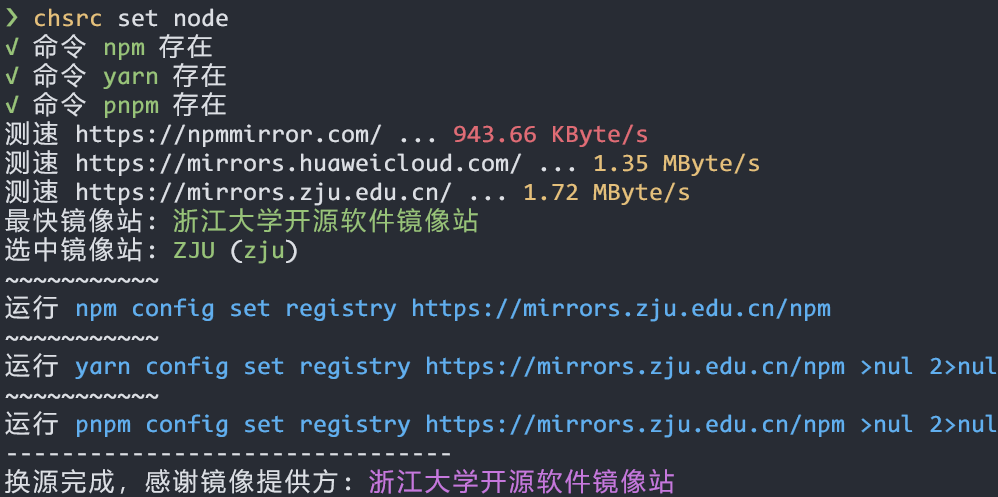 ❯ chsrc set node
✓ 命令 npm 存在
✓ 命令 yarn 存在
✓ 命令 pnpm 存在
测速 https://npmmirror.com/ ... 943.66 KByte/s
测速 https://mirrors.huaweicloud.com/ ... 1.35 MByte/s
测速 https://mirrors.zju.edu.cn/ ... 1.72 MByte/s
最快镜像站: 浙江大学开源软件镜像站
选中镜像站: ZJU (zju)
~~~~~~~~~~~
运行 npm config set registry https://mirrors.zju.edu.cn/npm
~~~~~~~~~~~
运行 yarn config set registry https://mirrors.zju.edu.cn/npm >nul 2>nul
~~~~~~~~~~~
运行 pnpm config set registry https://mirrors.zju.edu.cn/npm >nul 2>nul
--------------------------------
换源完成，感谢镜像提供方: 浙江大学开源软件镜像站